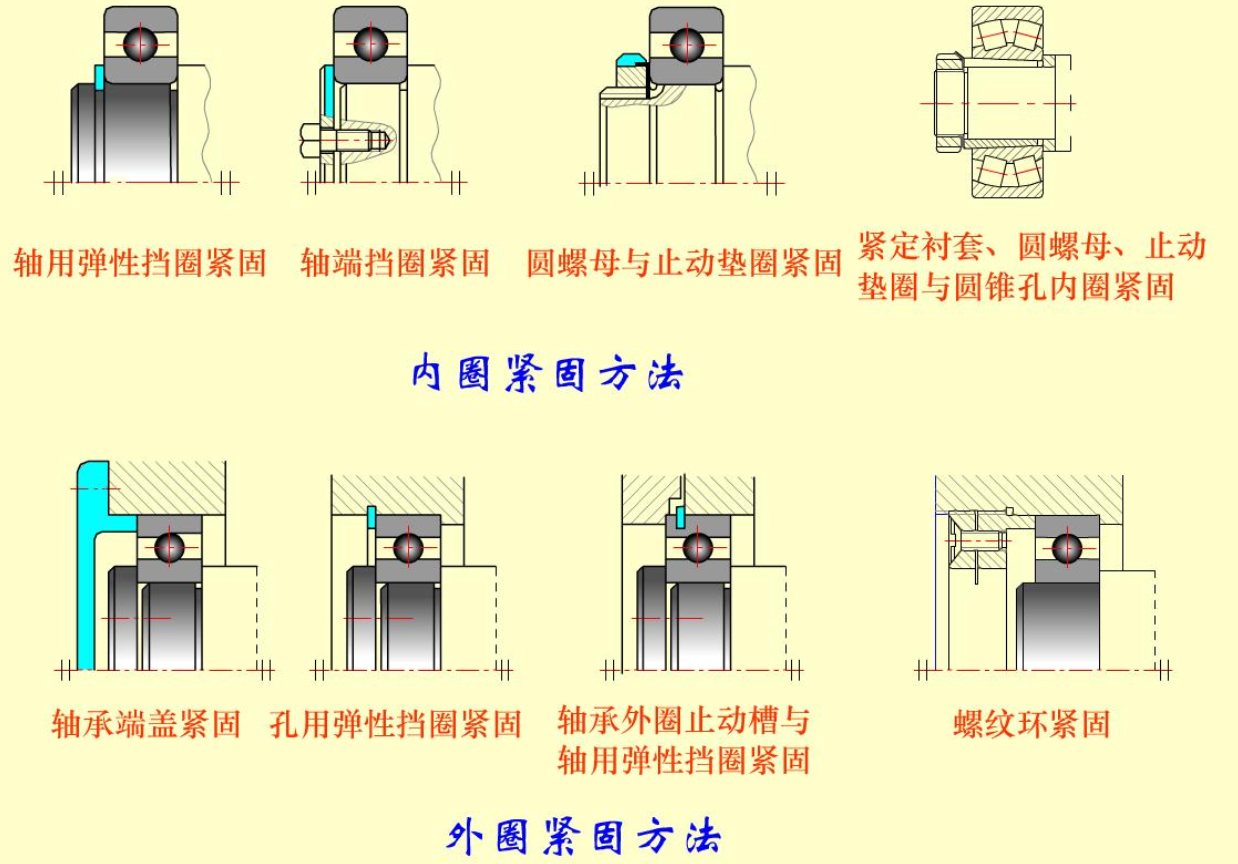 轴用弹性挡圈紧固
轴端挡圈紧固
圆螺母与止动垫圈紧固
紧定衬套、圆螺母、止动
垫圈与圆锥孔内圈紧固
内圈紧固方法
轴承端盖紧固
孔用弹性挡圈紧固
轴承外圈止动槽与
轴用弹性挡圈紧固
螺纹环紧固
外圈紧固方法